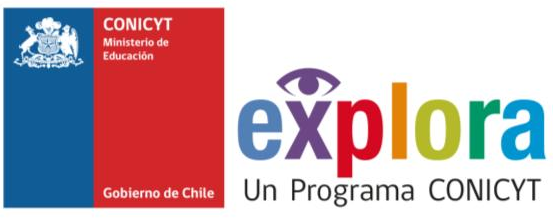 CONICYT
Ministerio de
Educación
Gobierno de Chile
explora
Un Programa CONICYT